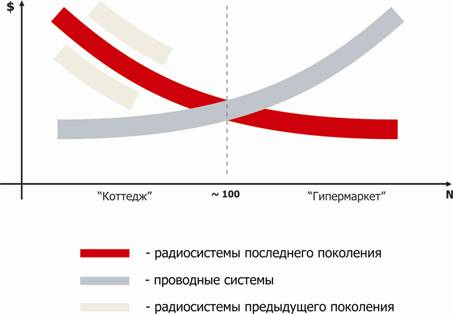 $
"Коттедж" ~ 100 "Гипермаркет" N
- радиосистемы последнего поколения
- проводные системы
- радиосистемы предыдущего поколения